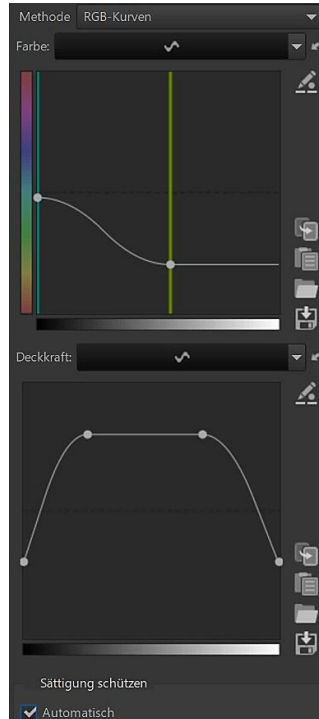 Methode RGB-Kurven
Farbe:
Deckkraft:
Sättigung schützen
Automatisch